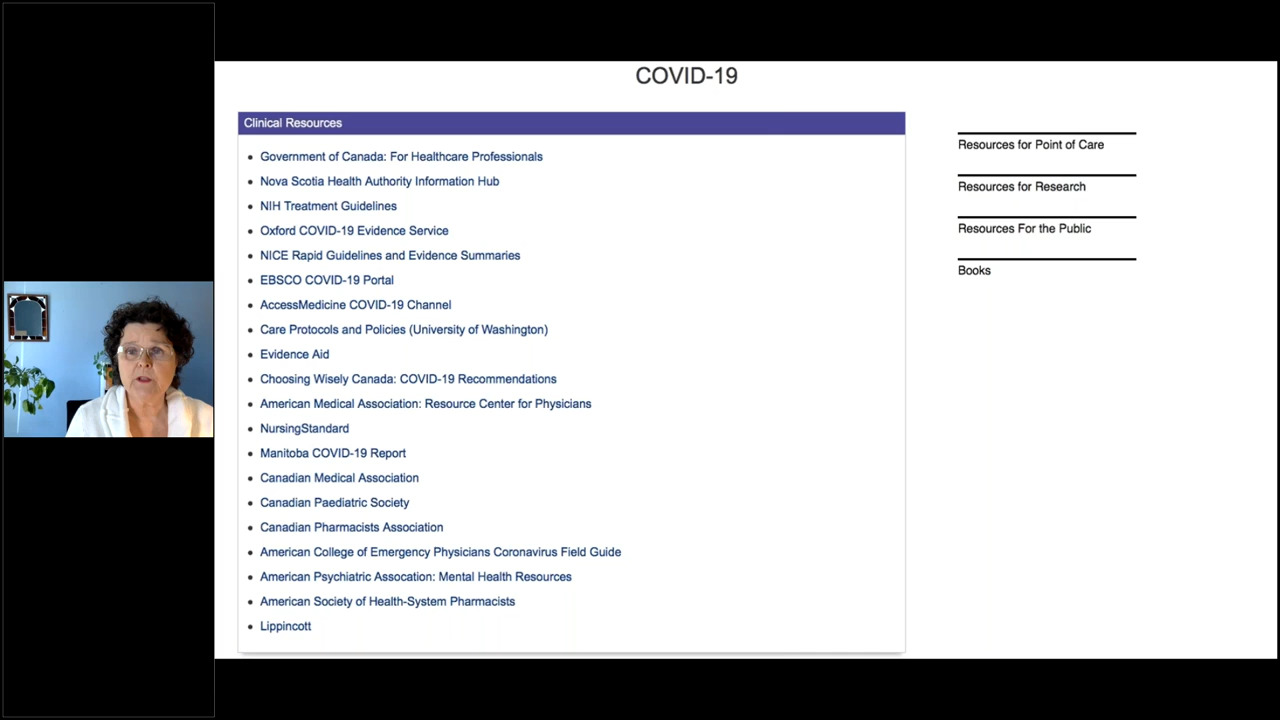 COVID-19
Clinical Resources
Government of Canada: For Healthcare Professionals
Nova Scotia Health Authority Information Hub
NIH Treatment Guidelines
Oxford COVID-19 Evidence Service
NICE Rapid Guidelines and Evidence Summaries
EBSCO COVID-19 Portal
AccessMedicine COVID-19 Channel
Care Protocols and Policies (University of Washington)
Evidence Aid
Choosing Wisely Canada: COVID-19 Recommendations
American Medical Association: Resource Center for Physicians
NursingStandard
Manitoba COVID-19 Report
Canadian Medical Association
Canadian Paediatric Society
Canadian Pharmacists Association
American College of Emergency Physicians Coronavirus Field Guide
American Psychiatric Assocation: Mental Health Resources
American Society of Health-System Pharmacists
Lippincott
Resources for Point of Care
Resources for Research
Resources For the Public
Books